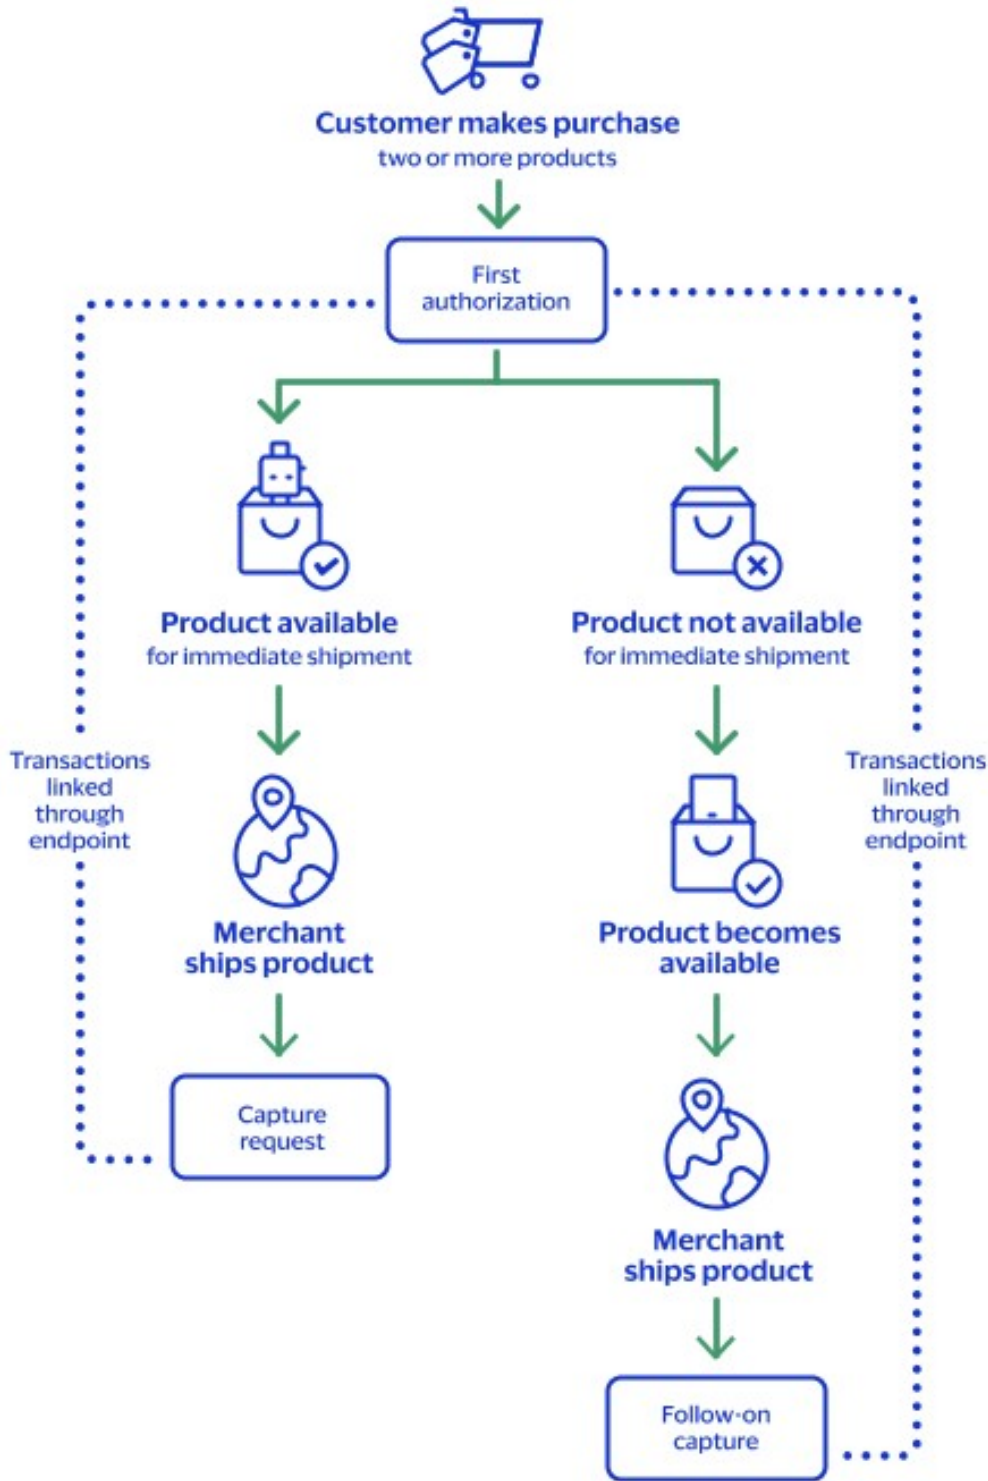 Customer makes purchase
two or more products
First
authorization
Product available
for immediate shipment
Product not available
for immediate shipment
Transactions
linked
through
endpoint
Transactions
linked
through
endpoint
Merchant
ships product
Product becomes
available
Capture
request
Merchant
ships product
Follow-on
capture